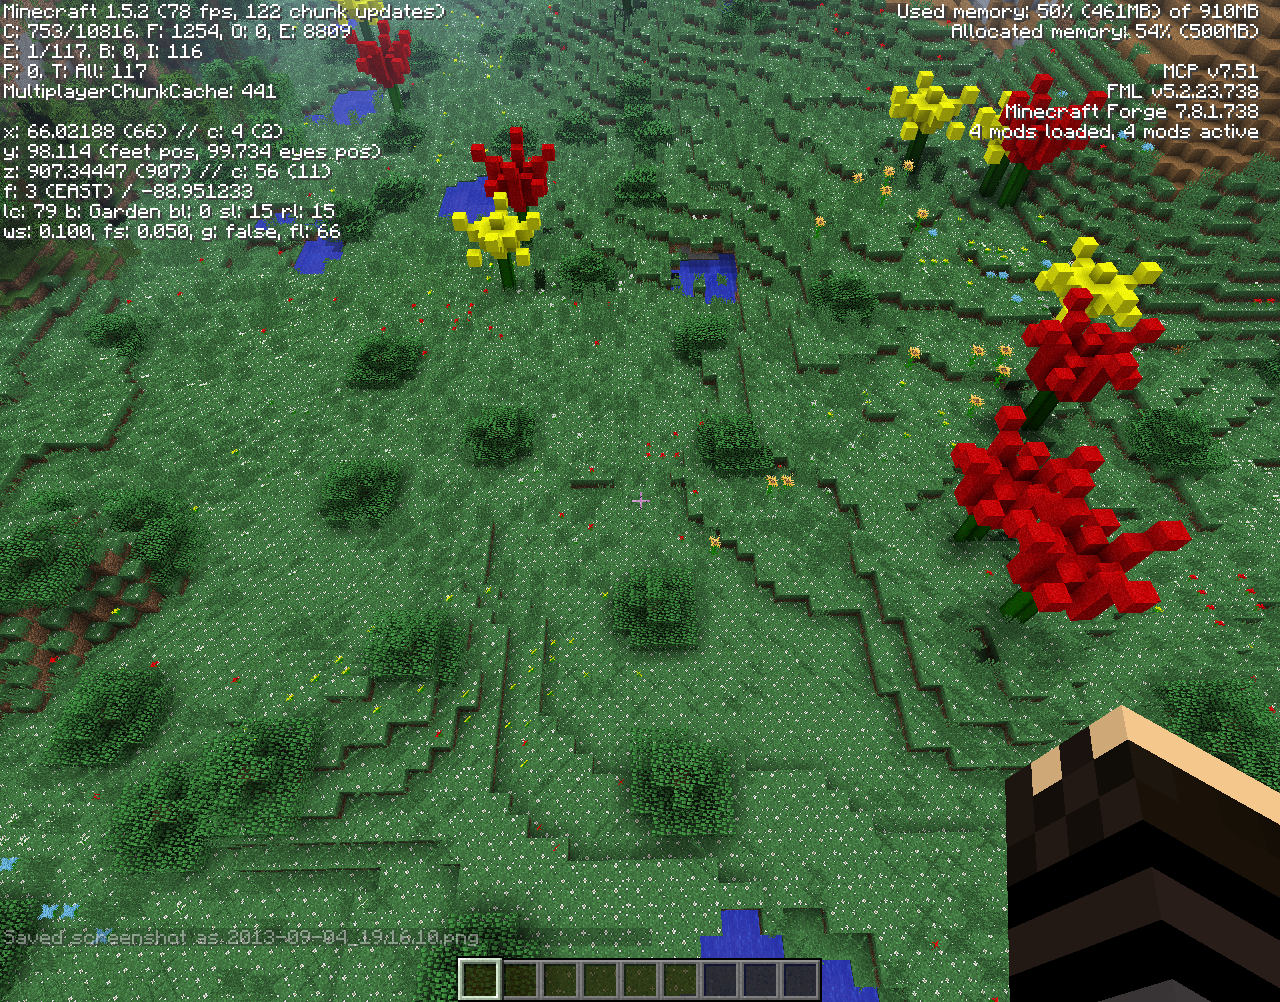 Minecraft 1.5.2 (78 fps, 122 chunk updates)
C: 753/10816. F: 1254, O: 0, E: 8809
E: 1/117, B: 0, I: 116
P: 0, T: All: 117
MultiplayerChunkCache: 441
x: 66.02188 (66) // c: 4 (2)
y: 98.114 (feet pos, 99.734 eyes pos)
z: 907.34447 (907) // c: 56 (11)
f: 3 (EAST) / -88.951233
lc: 79 b: Garden bl: 0 sl: 15 rl: 15
ws: 0.100, fs: 0.050, g: false, fl: 66
Used memory: 50% (461MB) of 910MB
Allocated memory: 54% (500MB)
MCP v7.51
FML v5.2.23.738
Minecraft Forge 7.8.1.738
4 mods loaded, 4 mods active
Saved screenshot as 2013-09-04_19.16.10.png